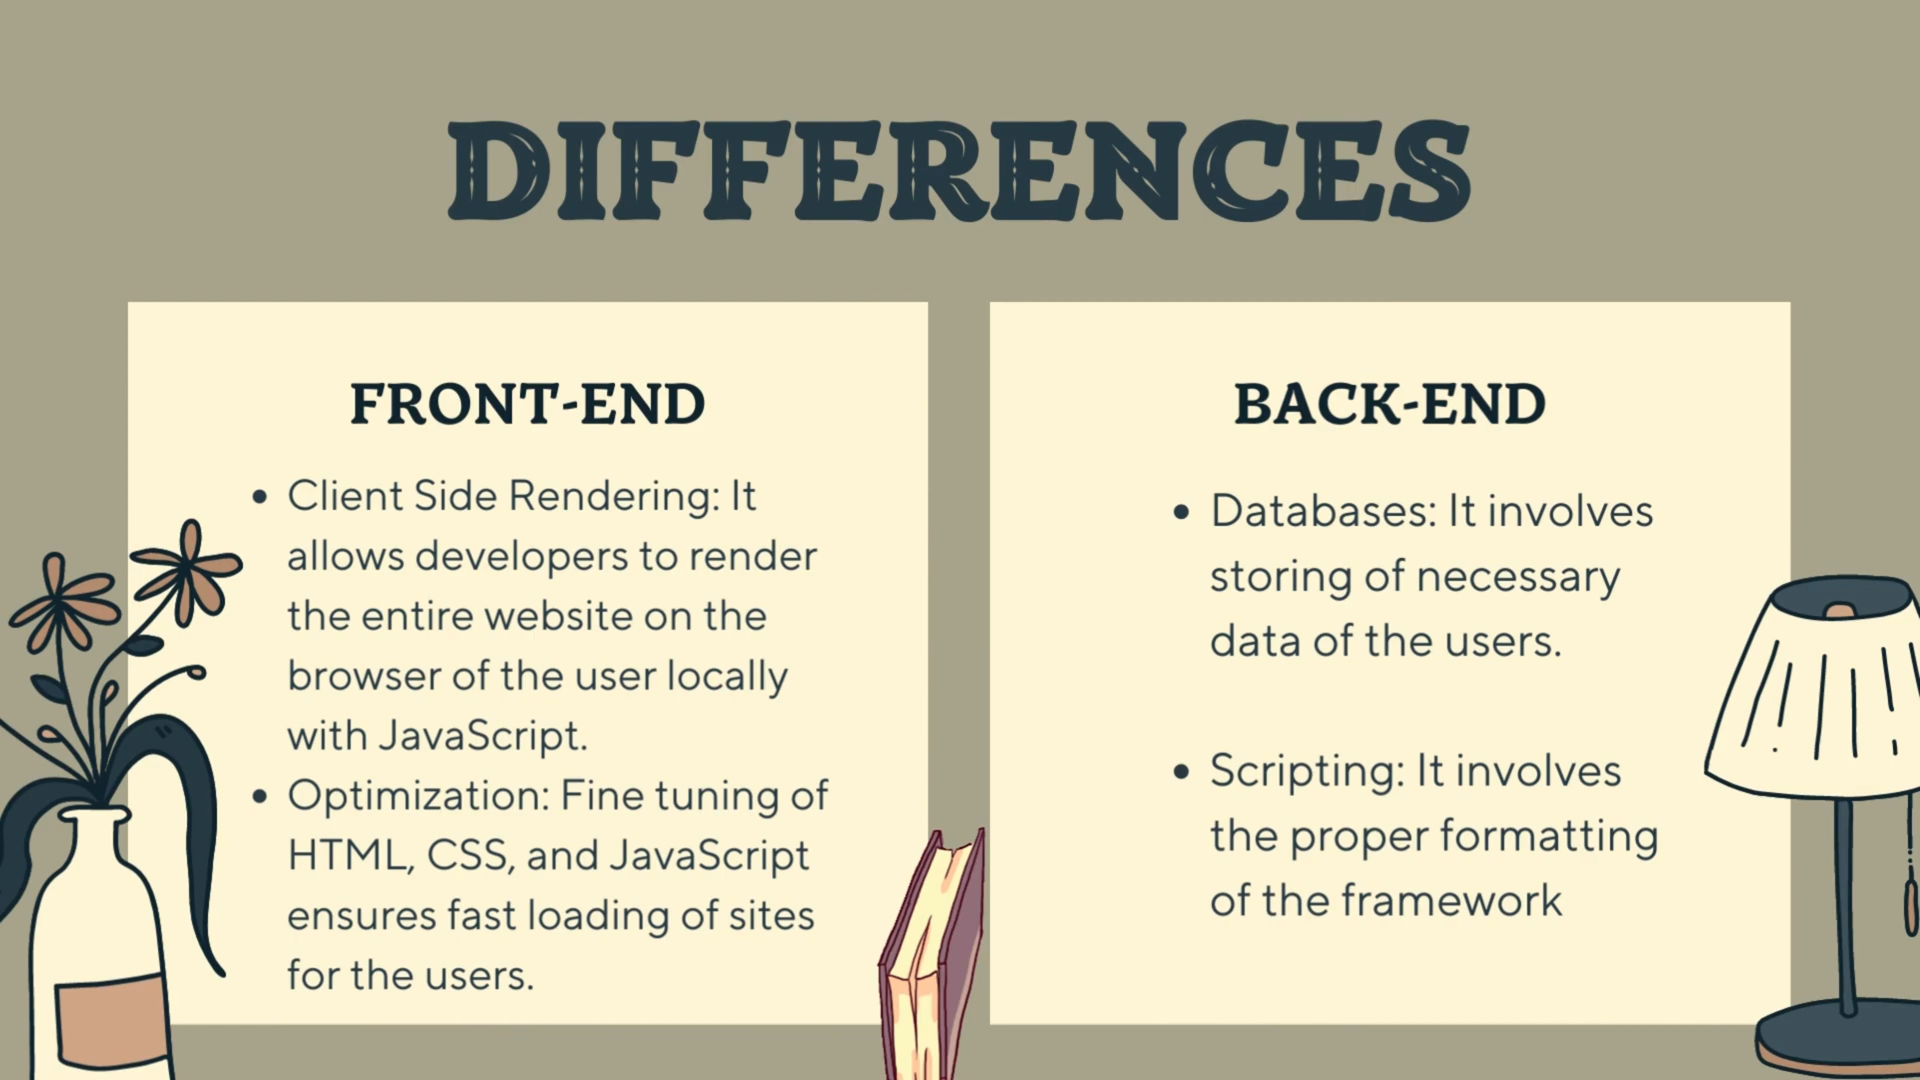 DIFFERENCES
FRONT-END
• Client Side Rendering: It
allows developers to render
the entire website on the
browser of the user locally
with JavaScript.
• Optimization: Fine tuning of
HTML, CSS, and JavaScript
ensures fast loading of sites
for the users.
BACK-END
• Databases: It involves
storing of necessary
data of the users.
• Scripting: It involves
the proper formatting
of the framework